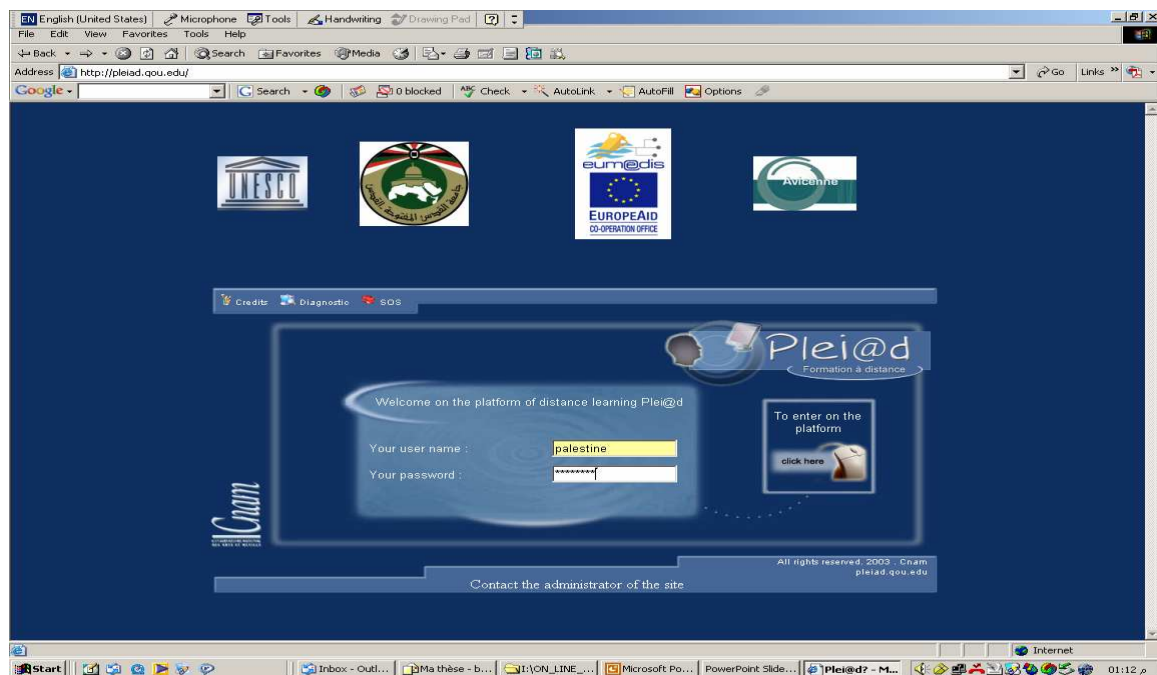 EN English (United States) Microphone Tools Handwriting Drawing Pad
File Edit View Favorites Tools Help
Back Search Favorites Media
Address http://pleiad.qou.edu/ Go Links »
Google Search 0 blocked Check AutoLink AutoFill Options
UNESCO
جامعة القدس المفتوحة
eum@dis
EUROPEAID
CO-OPERATION OFFICE
Avicenne
Credits Diagnostic SOS
Plei@d
Formation à distance
Welcome on the platform of distance learning Plei@d
Your user name : palestine
Your password : ********
To enter on the
platform
click here
Cnam
All rights reserved. 2003 . Cnam
pleiad.qou.edu
Contact the administrator of the site
Internet
Start Inbox - Outl... Ma thèse - b... I:\ON_LINE_... Microsoft Po... PowerPoint Slide... Plei@d? - M... 01:12 م